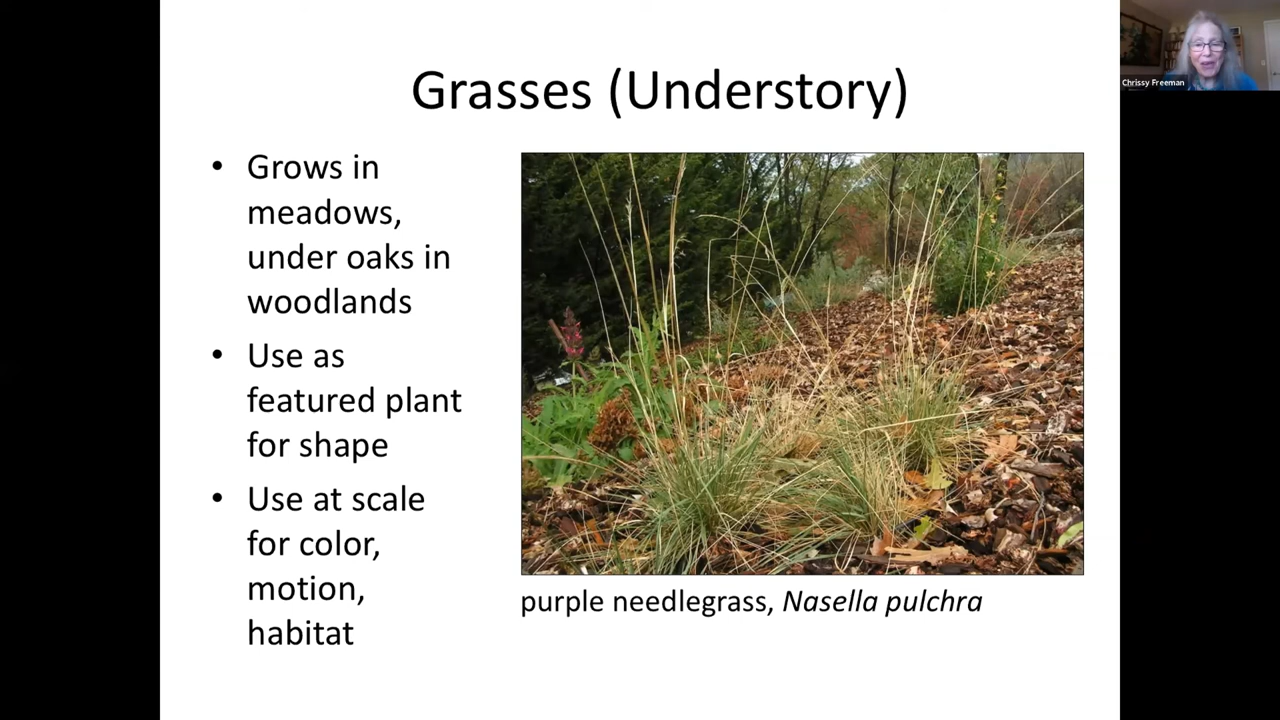 Grasses (Understory)
• Grows in
meadows,
under oaks in
woodlands
• Use as
featured plant
for shape
• Use at scale
for color,
motion,
habitat
purple needlegrass, Nasella pulchra
Chrissy Freeman